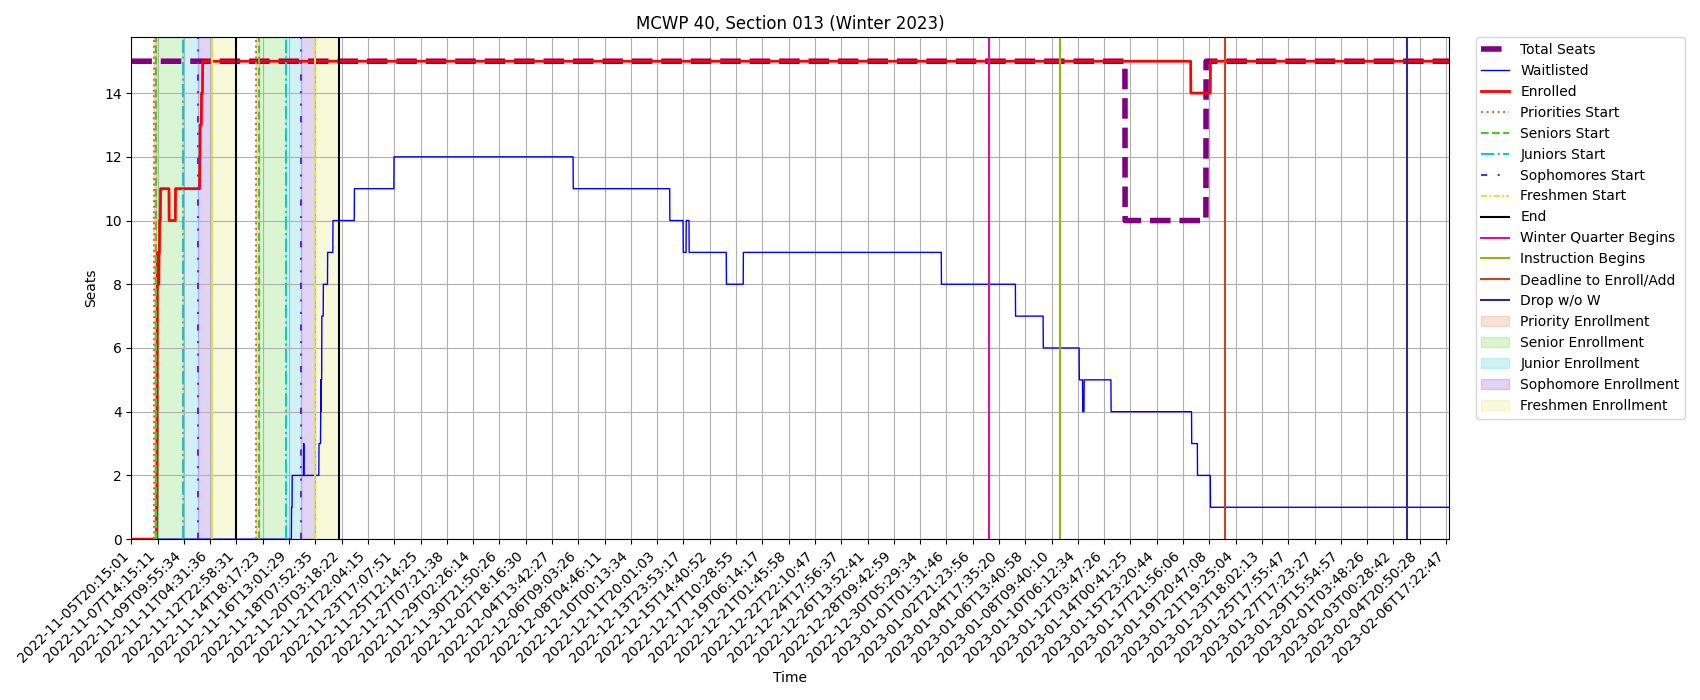 MCWP 40, Section 013 (Winter 2023)
Total Seats
Waitlisted
Enrolled
Priorities Start
Seniors Start
Juniors Start
Sophomores Start
Freshmen Start
End
Winter Quarter Begins
Instruction Begins
Deadline to Enroll/Add
Drop w/o W
Priority Enrollment
Senior Enrollment
Junior Enrollment
Sophomore Enrollment
Freshmen Enrollment
Seats
14
12
10
8
6
4
2
0
2022-11-05T20:15:01
2022-11-07T14:15:11
2022-11-09T09:55:34
2022-11-11T04:31:36
2022-11-12T22:58:31
2022-11-14T18:17:23
2022-11-16T13:01:29
2022-11-18T07:52:35
2022-11-20T03:18:22
2022-11-21T22:04:15
2022-11-23T17:07:51
2022-11-25T12:14:25
2022-11-27T07:21:38
2022-11-29T02:26:14
2022-11-30T21:50:26
2022-12-02T18:16:30
2022-12-04T13:42:27
2022-12-06T09:03:26
2022-12-08T04:46:11
2022-12-10T00:13:34
2022-12-11T20:01:03
2022-12-13T23:53:17
2022-12-15T14:40:52
2022-12-17T10:28:55
2022-12-19T06:14:17
2022-12-21T01:45:58
2022-12-22T22:10:47
2022-12-24T17:56:37
2022-12-26T13:52:41
2022-12-28T09:42:59
2022-12-30T05:29:34
2023-01-01T01:31:46
2023-01-02T21:23:56
2023-01-04T17:35:20
2023-01-06T13:40:58
2023-01-08T09:40:10
2023-01-10T06:12:34
2023-01-12T03:47:26
2023-01-14T00:41:25
2023-01-15T23:20:44
2023-01-17T21:56:06
2023-01-19T20:47:08
2023-01-21T19:25:04
2023-01-23T18:02:13
2023-01-25T17:55:47
2023-01-27T17:23:27
2023-01-29T15:54:57
2023-02-01T03:48:26
2023-02-03T00:28:42
2023-02-04T20:50:28
2023-02-06T17:22:47
Time